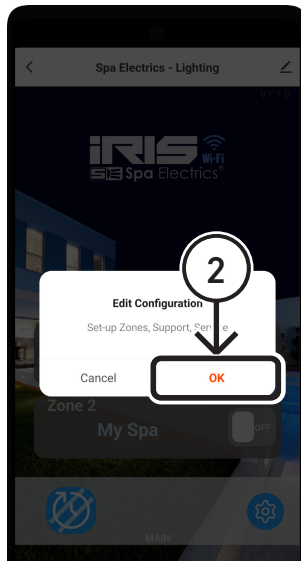 Spa Electrics - Lighting
V1.1.8
iRIS Wi-Fi
SE Spa Electrics®
2
Edit Configuration
Set-up Zones, Support, Ser e
Cancel OK
Zone 2
My Spa OFF
MAIN